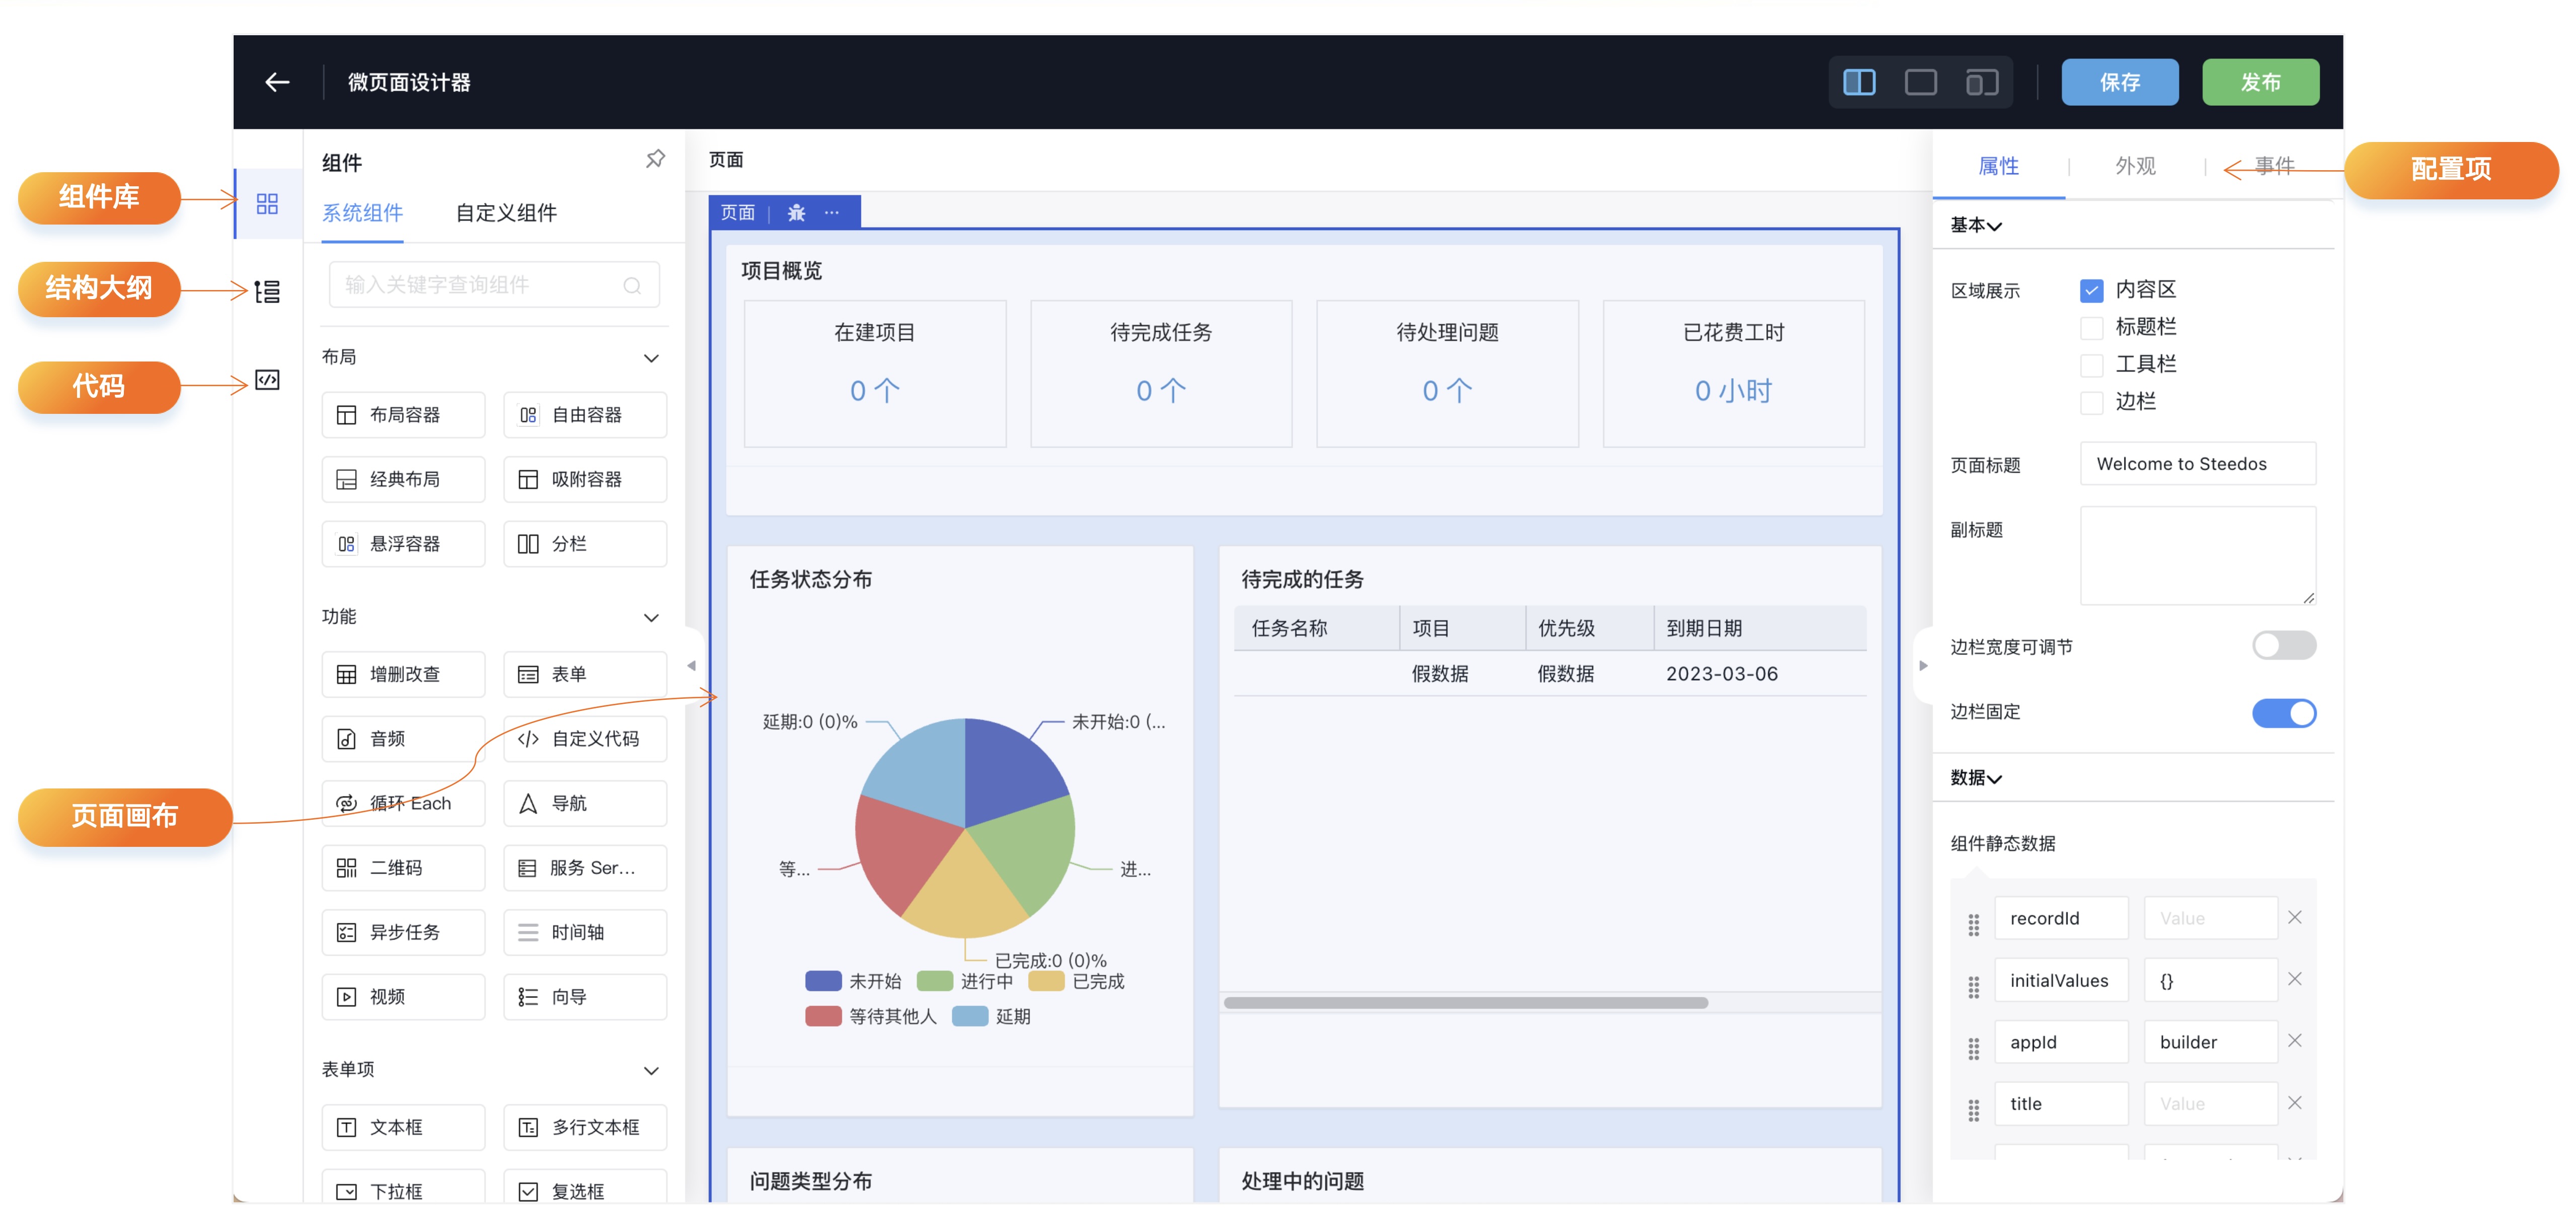 微页面设计器
保存
发布
组件库
结构大纲
代码
页面画布
配置项
组件
系统组件
自定义组件
输入关键字查询组件
布局
布局容器
自由容器
经典布局
吸附容器
悬浮容器
分栏
功能
增删改查
表单
音频
自定义代码
循环 Each
导航
二维码
服务 Ser...
异步任务
时间轴
视频
向导
表单项
文本框
多行文本框
下拉框
复选框
页面
页面
项目概览
在建项目
待完成任务
待处理问题
已花费工时
0 个
0 个
0 个
0 小时
任务状态分布
延期:0 (0)%
未开始:0 (...
等...
进...
已完成:0 (0)%
未开始
进行中
已完成
等待其他人
延期
待完成的任务
任务名称
项目
优先级
到期日期
假数据
假数据
2023-03-06
问题类型分布
处理中的问题
属性
外观
事件
基本
区域展示
内容区
标题栏
工具栏
边栏
页面标题
Welcome to Steedos
副标题
边栏宽度可调节
边栏固定
数据
组件静态数据
recordId
Value
initialValues
{}
appId
builder
title
Value